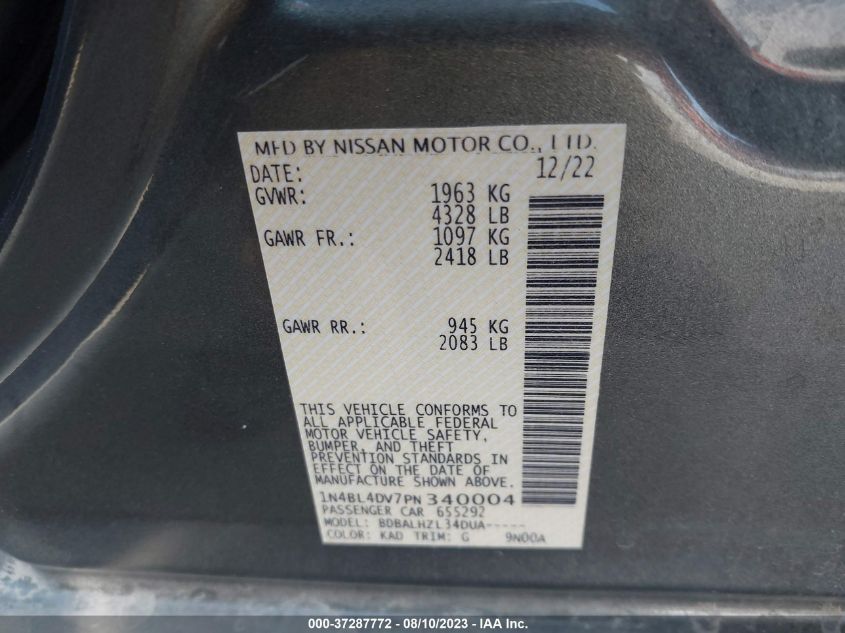 MFD BY NISSAN MOTOR CO., LTD.
DATE: 12/22
GVWR: 1963 KG
4328 LB
GAWR FR.: 1097 KG
2418 LB
GAWR RR.: 945 KG
2083 LB
THIS VEHICLE CONFORMS TO
ALL APPLICABLE FEDERAL
MOTOR VEHICLE SAFETY,
BUMPER, AND THEFT
PREVENTION STANDARDS IN
EFFECT ON THE DATE OF
MANUFACTURE SHOWN ABOVE.
1N4BL4DV7PN340004
PASSENGER CAR 655292
MODEL: BDBALHZL34DUA-----
COLOR: KAD TRIM: G 9N00A
000-37287772 - 08/10/2023 - IAA Inc.